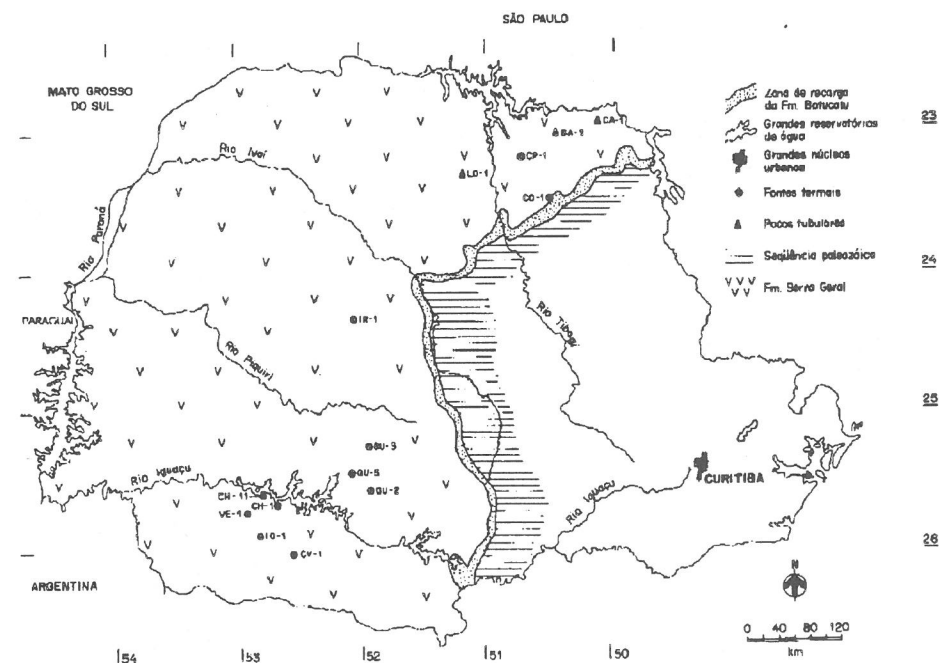 SÃO PAULO
54
53
52
51
50
MATO GROSSO
DO SUL
Zona de recarga
da Fm. Botucatu
Grandes reservatórios
de água
Grandes núcleos
urbanos
Fontes termais
Poços tubulares
Seqüência paleozóica
Fm. Serra Geral
23
24
25
26
Rio Ivaí
Rio Paraná
PARAGUAI
Rio Piquiri
Rio Tibagi
Rio Iguaçu
Rio Iguaçu
CURITIBA
ARGENTINA
CA-1
CP-1
LO-1
CO-1
IR-1
GU-3
GU-5
GU-2
CH-11
CH-1
VE-1
CV-1
N
0 40 80 120
km